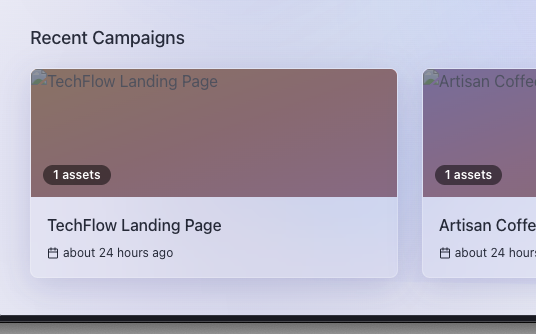 Recent Campaigns
TechFlow Landing Page
Artisan Coffee
1 assets
1 assets
TechFlow Landing Page
Artisan Coffe
about 24 hours ago
about 24 hours